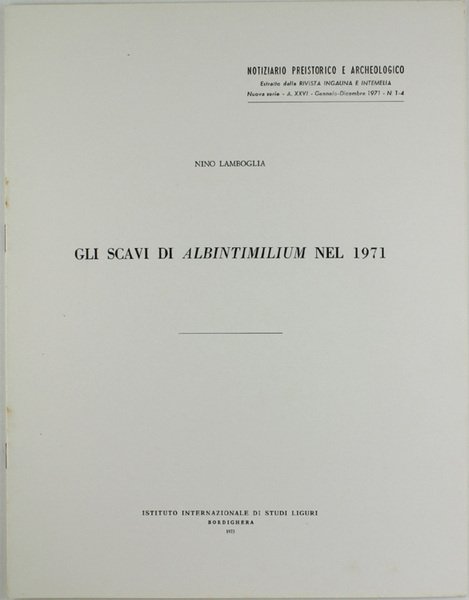 NOTIZIARIO PREISTORICO E ARCHEOLOGICO
Estratto dalla RIVISTA INGAUNA E INTEMELIA
Nuova serie - A. XXVI - Gennaio-Dicembre 1971 - N 1-4
NINO LAMBOGLIA
GLI SCAVI DI ALBINTIMILIUM NEL 1971
ISTITUTO INTERNAZIONALE DI STUDI LIGURI
BORDIGHERA